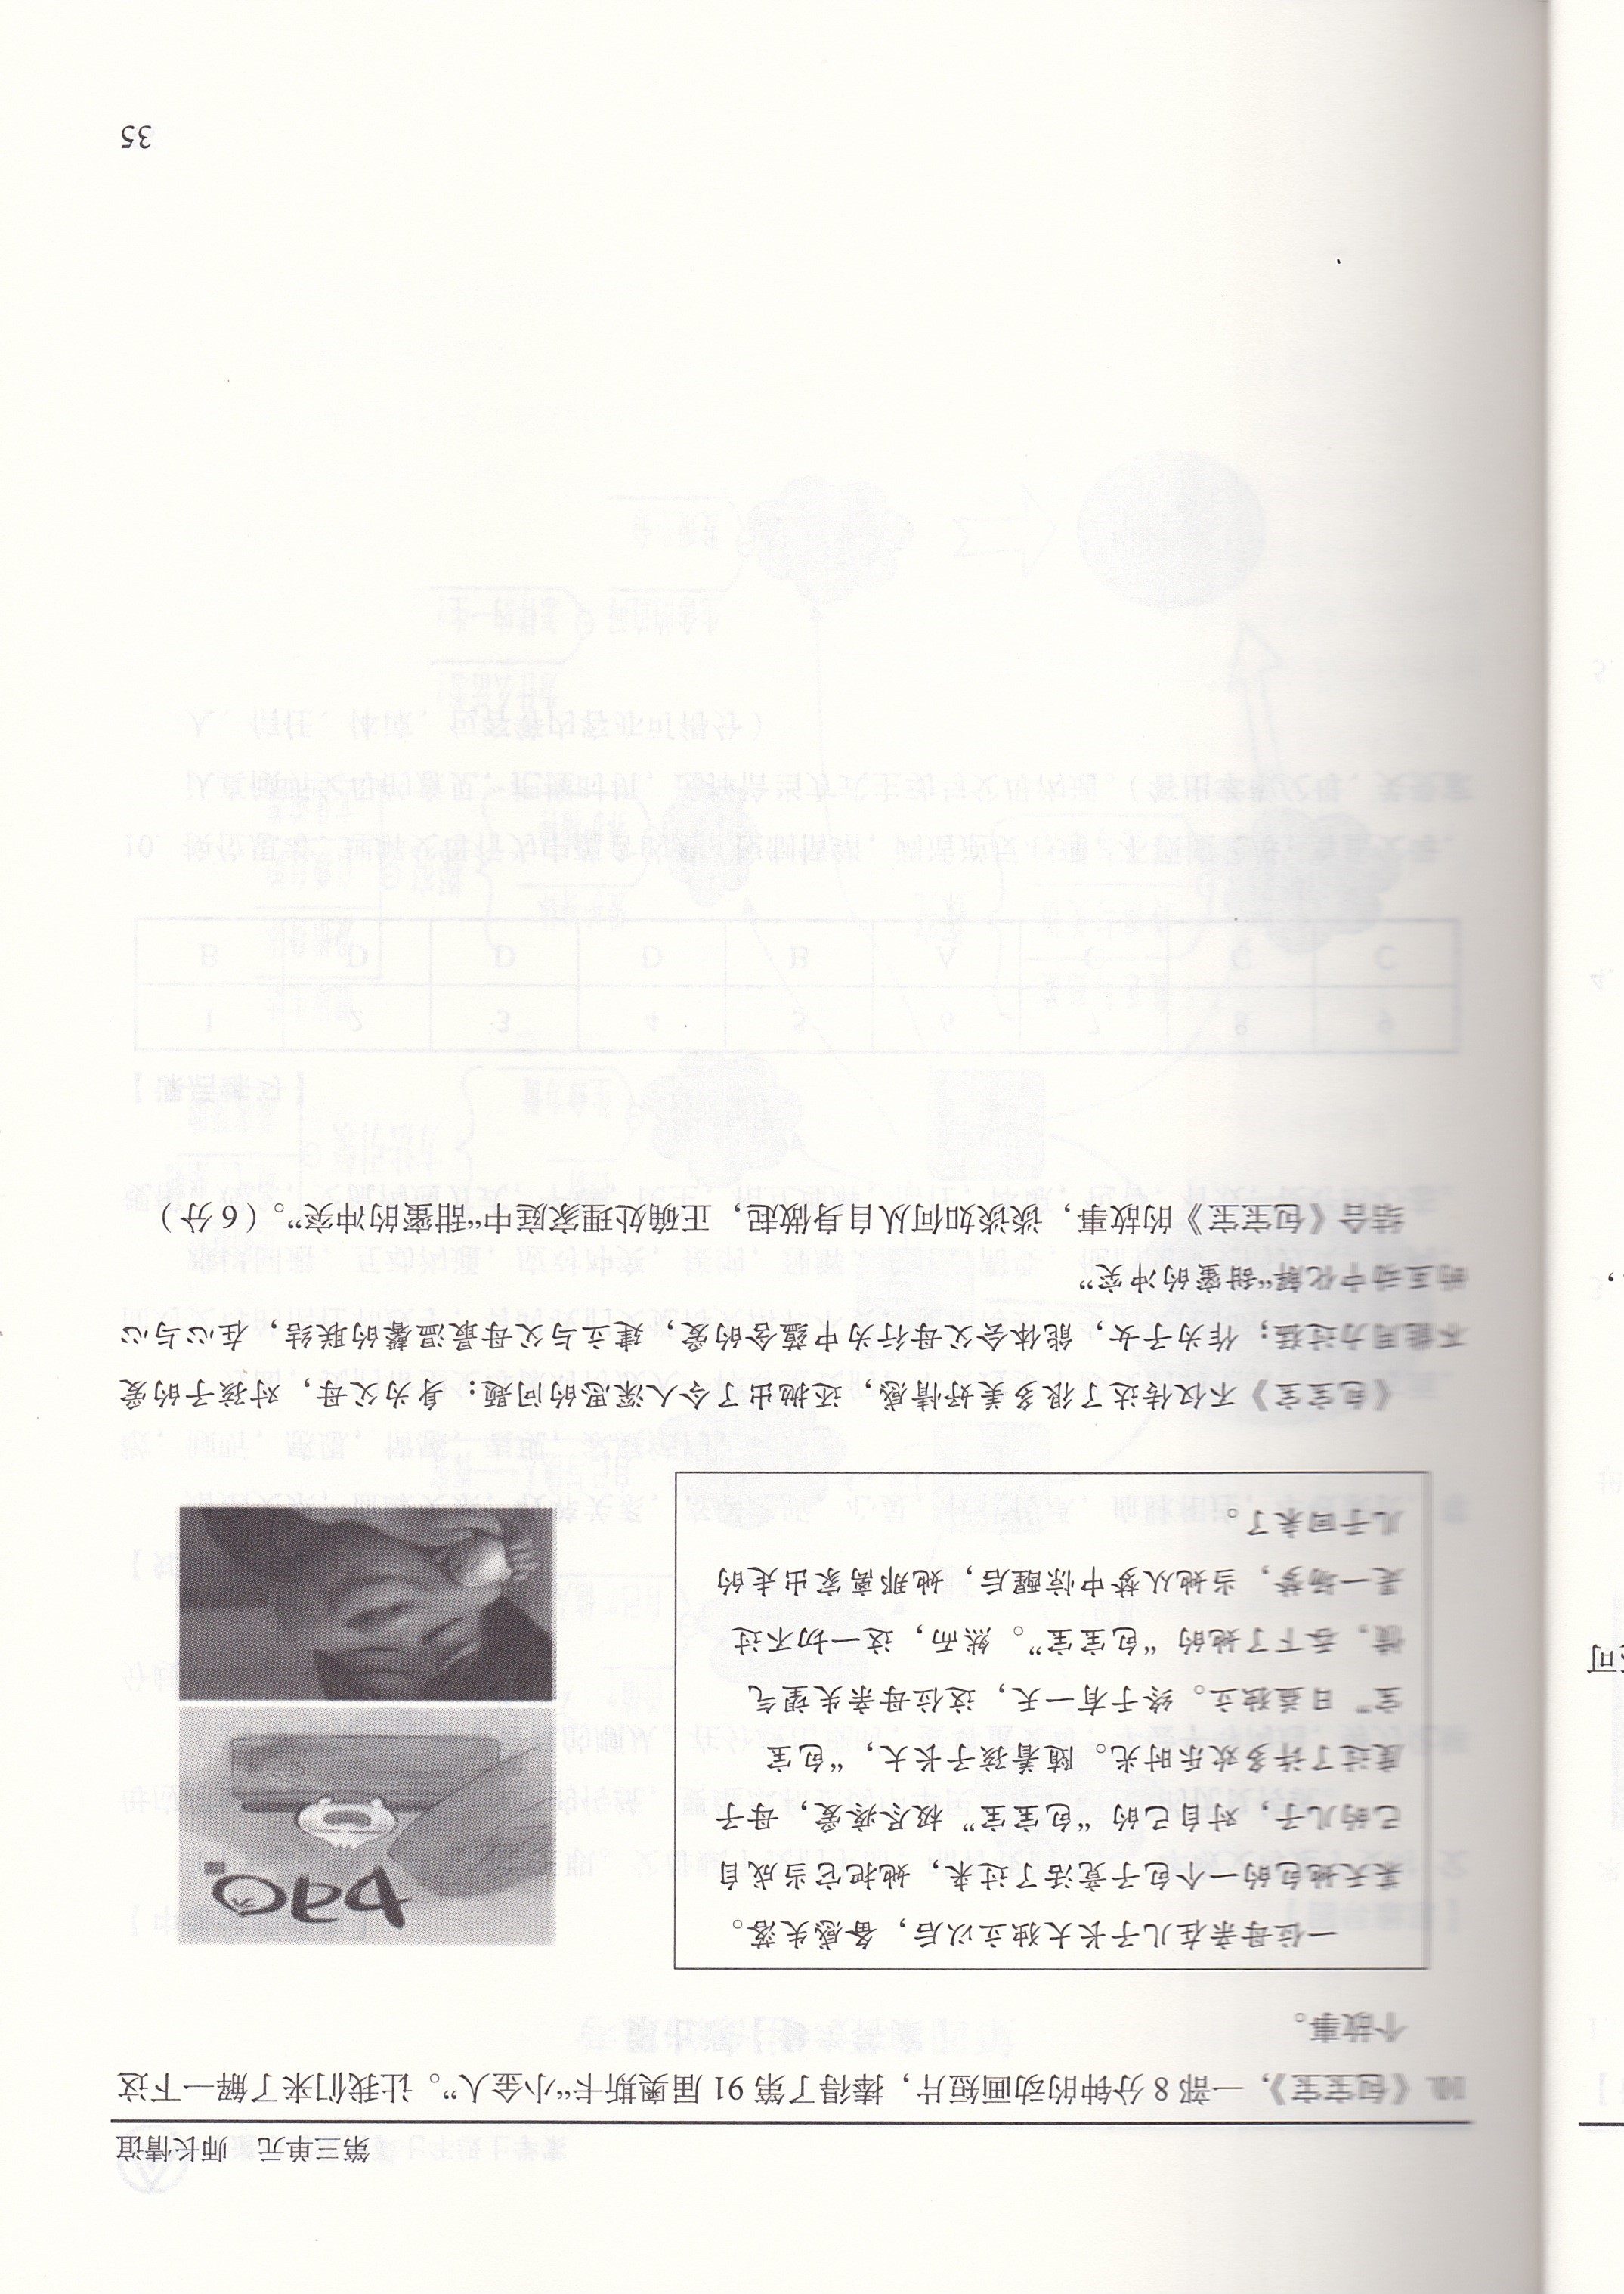 第三单元 师长情谊
10.《包宝宝》，一部 8 分钟的动画短片，捧得了第 91 届奥斯卡“小金人”。让我们来了解一下这
个故事。
一位母亲在儿子长大独立以后，备感失落。
某天她包的一个包子竟活了过来，她把它当成自
己的儿子，对自己的“包宝宝”极尽疼爱，母子
度过了许多欢乐时光。随着孩子长大，“包宝
宝”日益独立。终于有一天，这位母亲失望气
愤，吞下了她的“包宝宝”。然而，这一切不过
是一场梦，当她从梦中惊醒后，她那离家出走的
儿子回来了。
bao
《包宝宝》不仅传达了很多美好情感，还抛出了令人深思的问题：身为父母，对孩子的爱
不能用力过猛；作为子女，能体会父母行为中蕴含的爱，建立与父母最温馨的联结，在心与心
的互动中化解“甜蜜的冲突”
结合《包宝宝》的故事，谈谈如何从自身做起，正确处理家庭中“甜蜜的冲突”。（6 分）
35